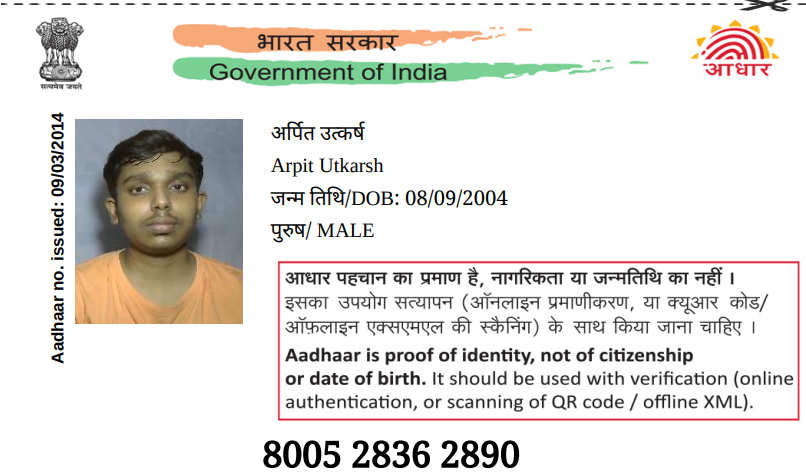 भारत सरकार
Government of India
सत्यमेव जयते
आधार
Aadhaar no. issued: 09/03/2014
अर्पित उत्कर्ष
Arpit Utkarsh
जन्म तिथि/DOB: 08/09/2004
पुरुष/ MALE
आधार पहचान का प्रमाण है, नागरिकता या जन्मतिथि का नहीं ।
इसका उपयोग सत्यापन (ऑनलाइन प्रमाणीकरण, या क्यूआर कोड/
ऑफ़लाइन एक्सएमएल की स्कैनिंग) के साथ किया जाना चाहिए ।
Aadhaar is proof of identity, not of citizenship
or date of birth. It should be used with verification (online
authentication, or scanning of QR code / offline XML).
8005 2836 2890